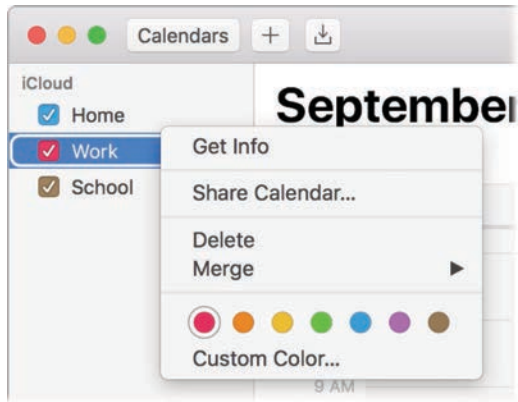 Calendars
iCloud
September
Home
Work
School
Get Info
Share Calendar...
Delete
Merge
Custom Color...
9 AM